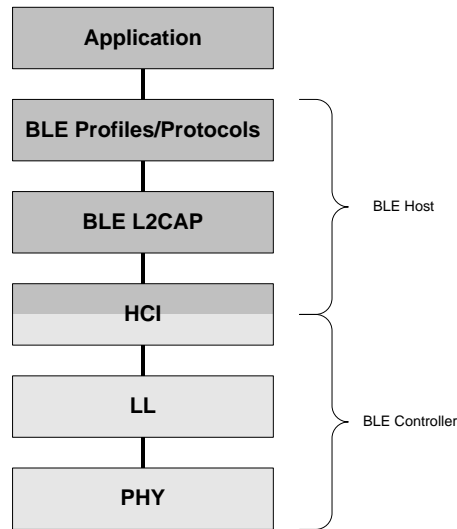 Application
BLE Profiles/Protocols
BLE Host
BLE L2CAP
HCI
LL
BLE Controller
PHY